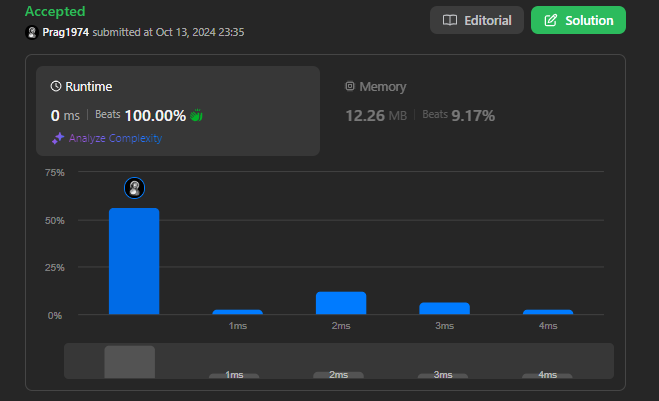 Accepted
Prag1974 submitted at Oct 13, 2024 23:35
Editorial
Solution
Runtime
0 ms Beats 100.00%
Analyze Complexity
Memory
12.26 MB Beats 9.17%
75%
50%
25%
0%
1ms 2ms 3ms 4ms
1ms 2ms 3ms 4ms